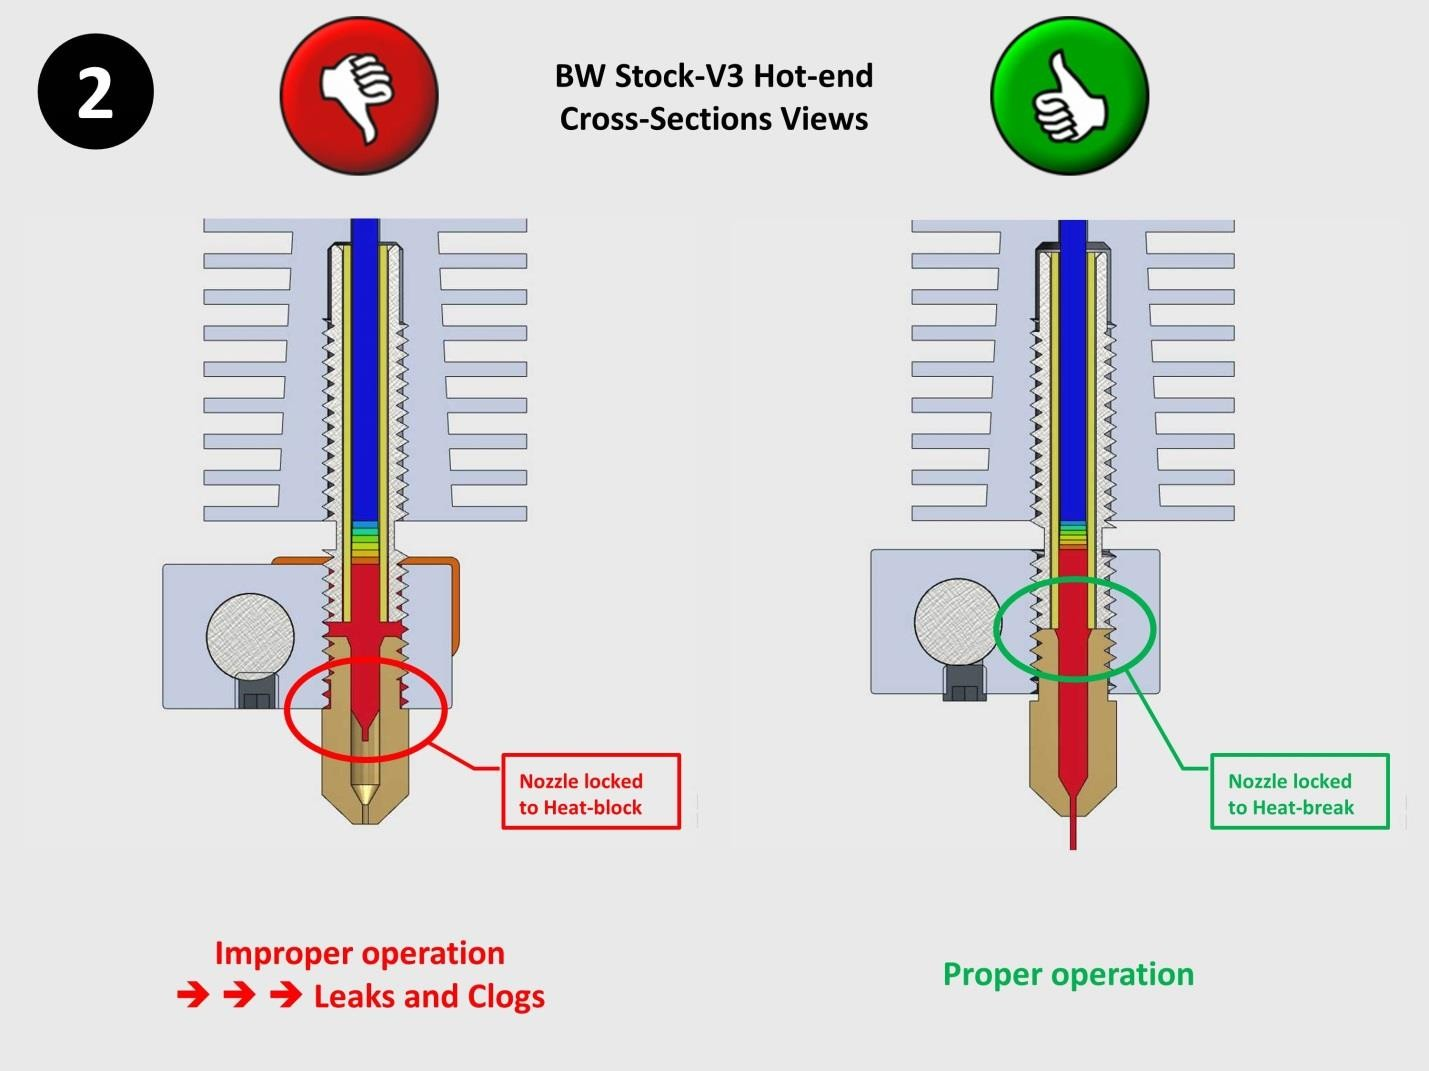 2
BW Stock-V3 Hot-end
Cross-Sections Views
Nozzle locked
to Heat-block
Nozzle locked
to Heat-break
Improper operation
➔ ➔ ➔ Leaks and Clogs
Proper operation